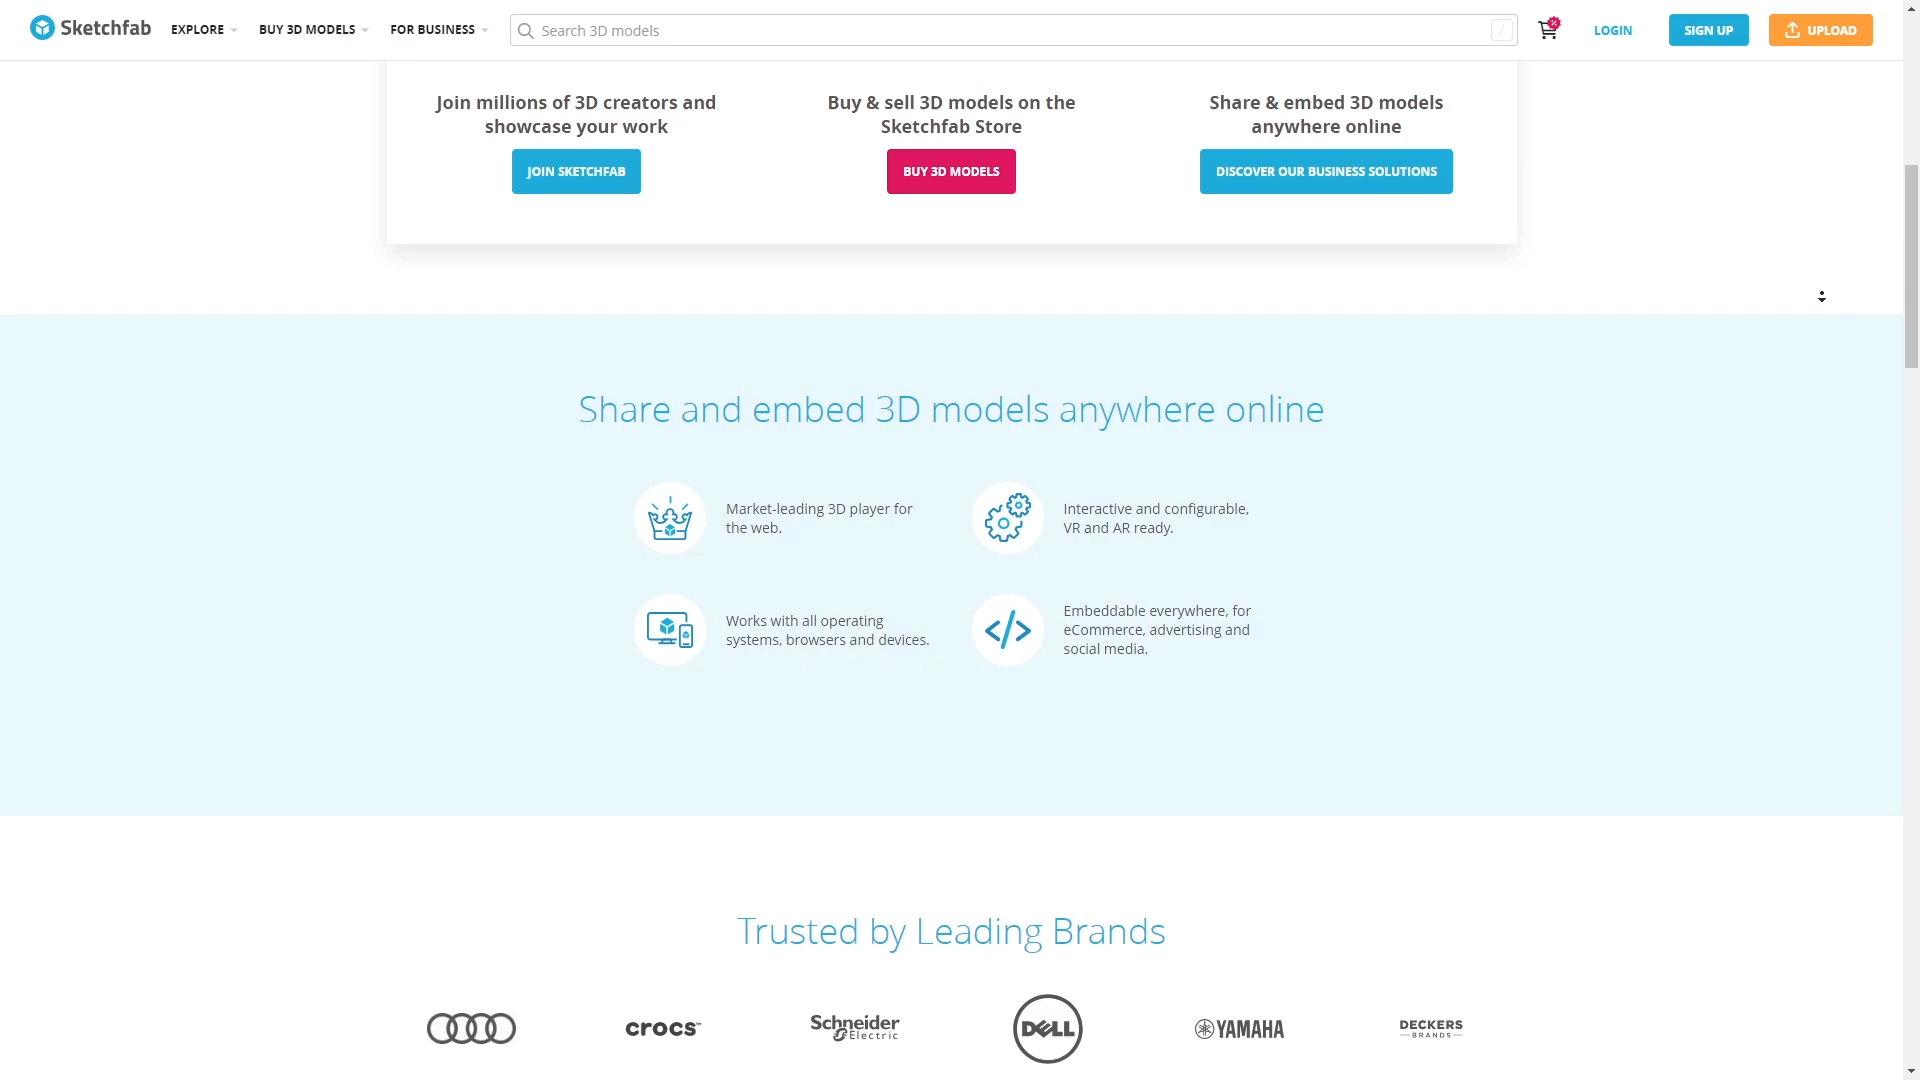 Sketchfab EXPLORE BUY 3D MODELS FOR BUSINESS Search 3D models / LOGIN SIGN UP UPLOAD
Join millions of 3D creators and
showcase your work
JOIN SKETCHFAB
Buy & sell 3D models on the
Sketchfab Store
BUY 3D MODELS
Share & embed 3D models
anywhere online
DISCOVER OUR BUSINESS SOLUTIONS
Share and embed 3D models anywhere online
Market-leading 3D player for
the web.
Interactive and configurable,
VR and AR ready.
Works with all operating
systems, browsers and devices.
Embeddable everywhere, for
eCommerce, advertising and
social media.
Trusted by Leading Brands
crocs™
Schneider
Electric
DELL
YAMAHA
DECKERS
BRANDS